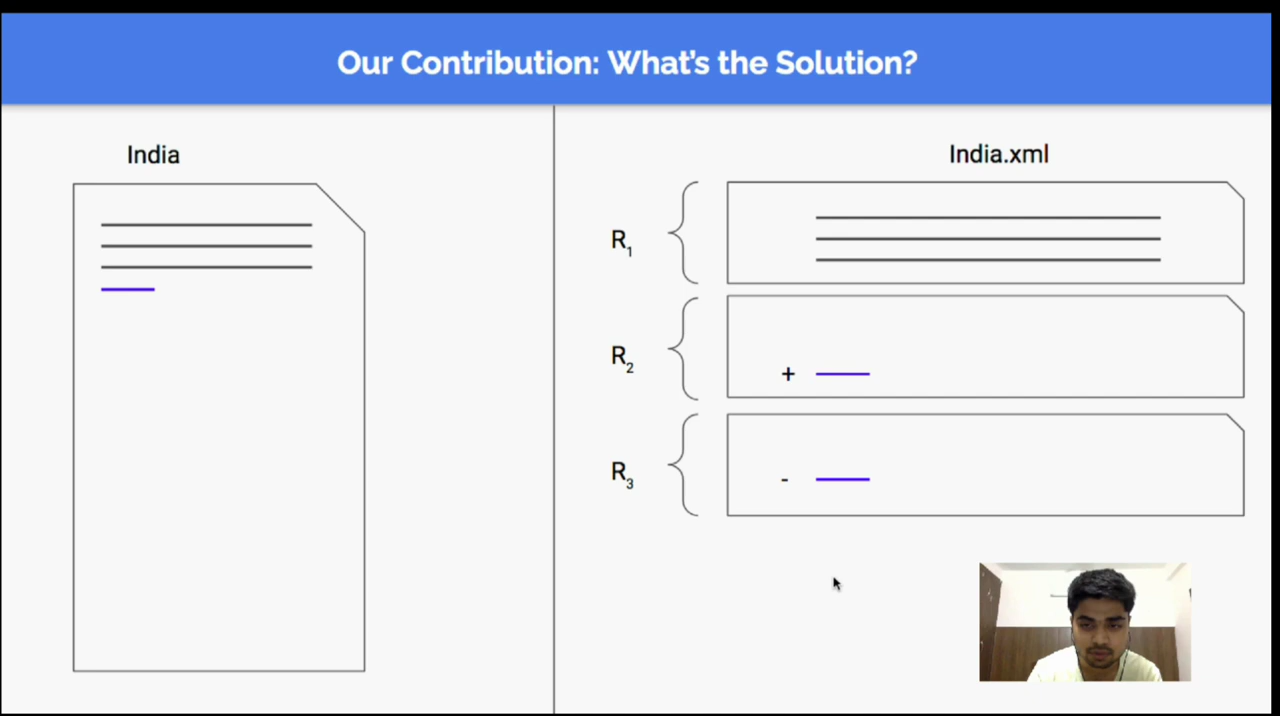 Our Contribution: What's the Solution?
India
India.xml
R1
R2
+
R3
-